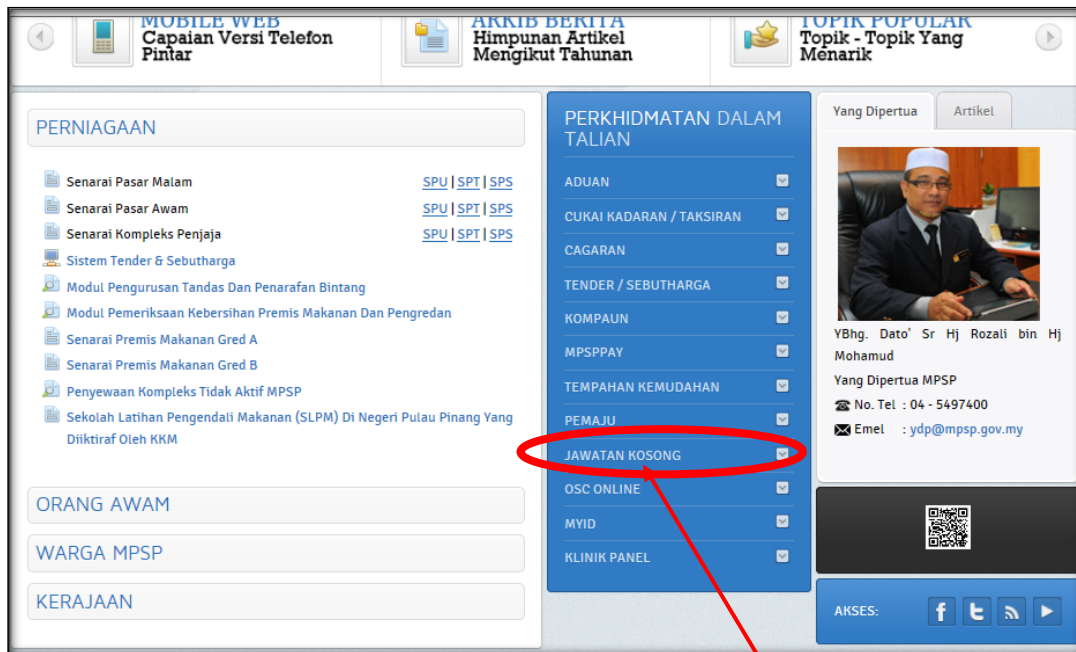 MOBILE WEB
Capaian Versi Telefon
Pintar
ARKIB BERITA
Himpunan Artikel
Mengikut Tahunan
TOPIK POPULAR
Topik - Topik Yang
Menarik
PERNIAGAAN
Senarai Pasar Malam SPU | SPT | SPS
Senarai Pasar Awam SPU | SPT | SPS
Senarai Kompleks Penjaja SPU | SPT | SPS
Sistem Tender & Sebutharga
Modul Pengurusan Tandas Dan Penarafan Bintang
Modul Pemeriksaan Kebersihan Premis Makanan Dan Pengredan
Senarai Premis Makanan Gred A
Senarai Premis Makanan Gred B
Penyewaan Kompleks Tidak Aktif MPSP
Sekolah Latihan Pengendali Makanan (SLPM) Di Negeri Pulau Pinang Yang
Diiktiraf Oleh KKM
ORANG AWAM
WARGA MPSP
KERAJAAN
PERKHIDMATAN DALAM
TALIAN
ADUAN
CUKAI KADARAN / TAKSIRAN
CAGARAN
TENDER / SEBUTHARGA
KOMPAUN
MPSPPAY
TEMPAHAN KEMUDAHAN
PEMAJU
JAWATAN KOSONG
OSC ONLINE
MYID
KLINIK PANEL
Yang Dipertua Artikel
YBhg. Dato' Sr Hj Rozali bin Hj
Mohamud
Yang Dipertua MPSP
No. Tel : 04 - 5497400
Emel : ydp@mpsp.gov.my
AKSES: